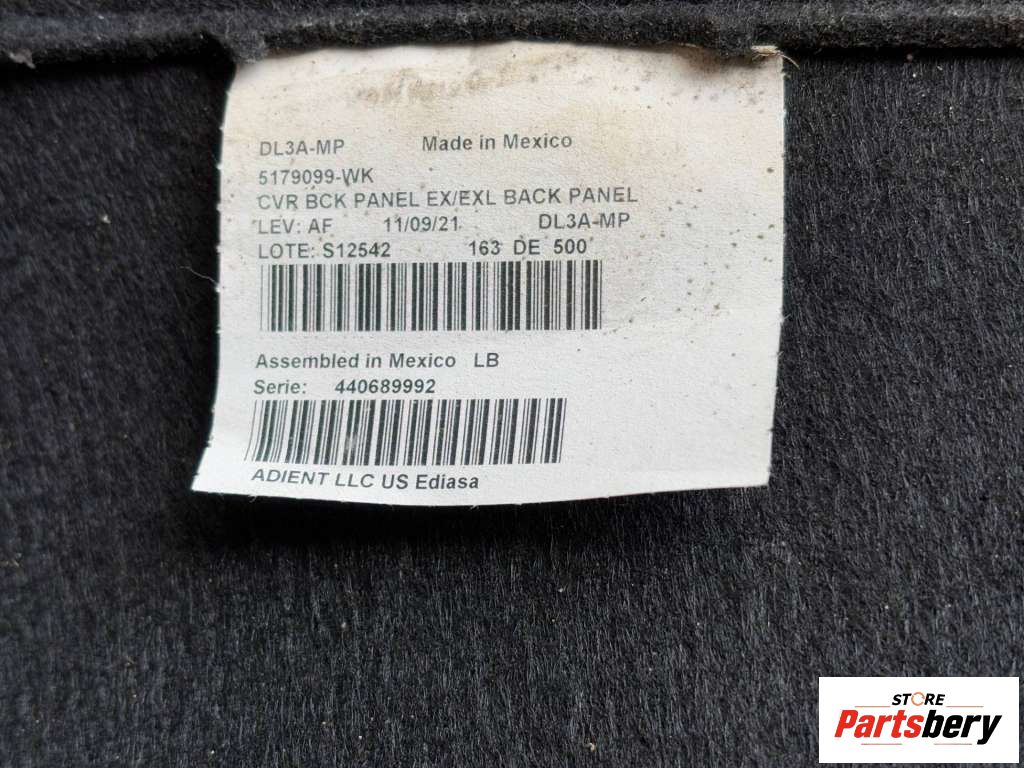 DL3A-MP Made in Mexico
5179099-WK
CVR BCK PANEL EX/EXL BACK PANEL
LEV: AF 11/09/21 DL3A-MP
LOTE: S12542 163 DE 500
Assembled in Mexico LB
Serie: 440689992
ADIENT LLC US Ediasa
STORE
Partsbery